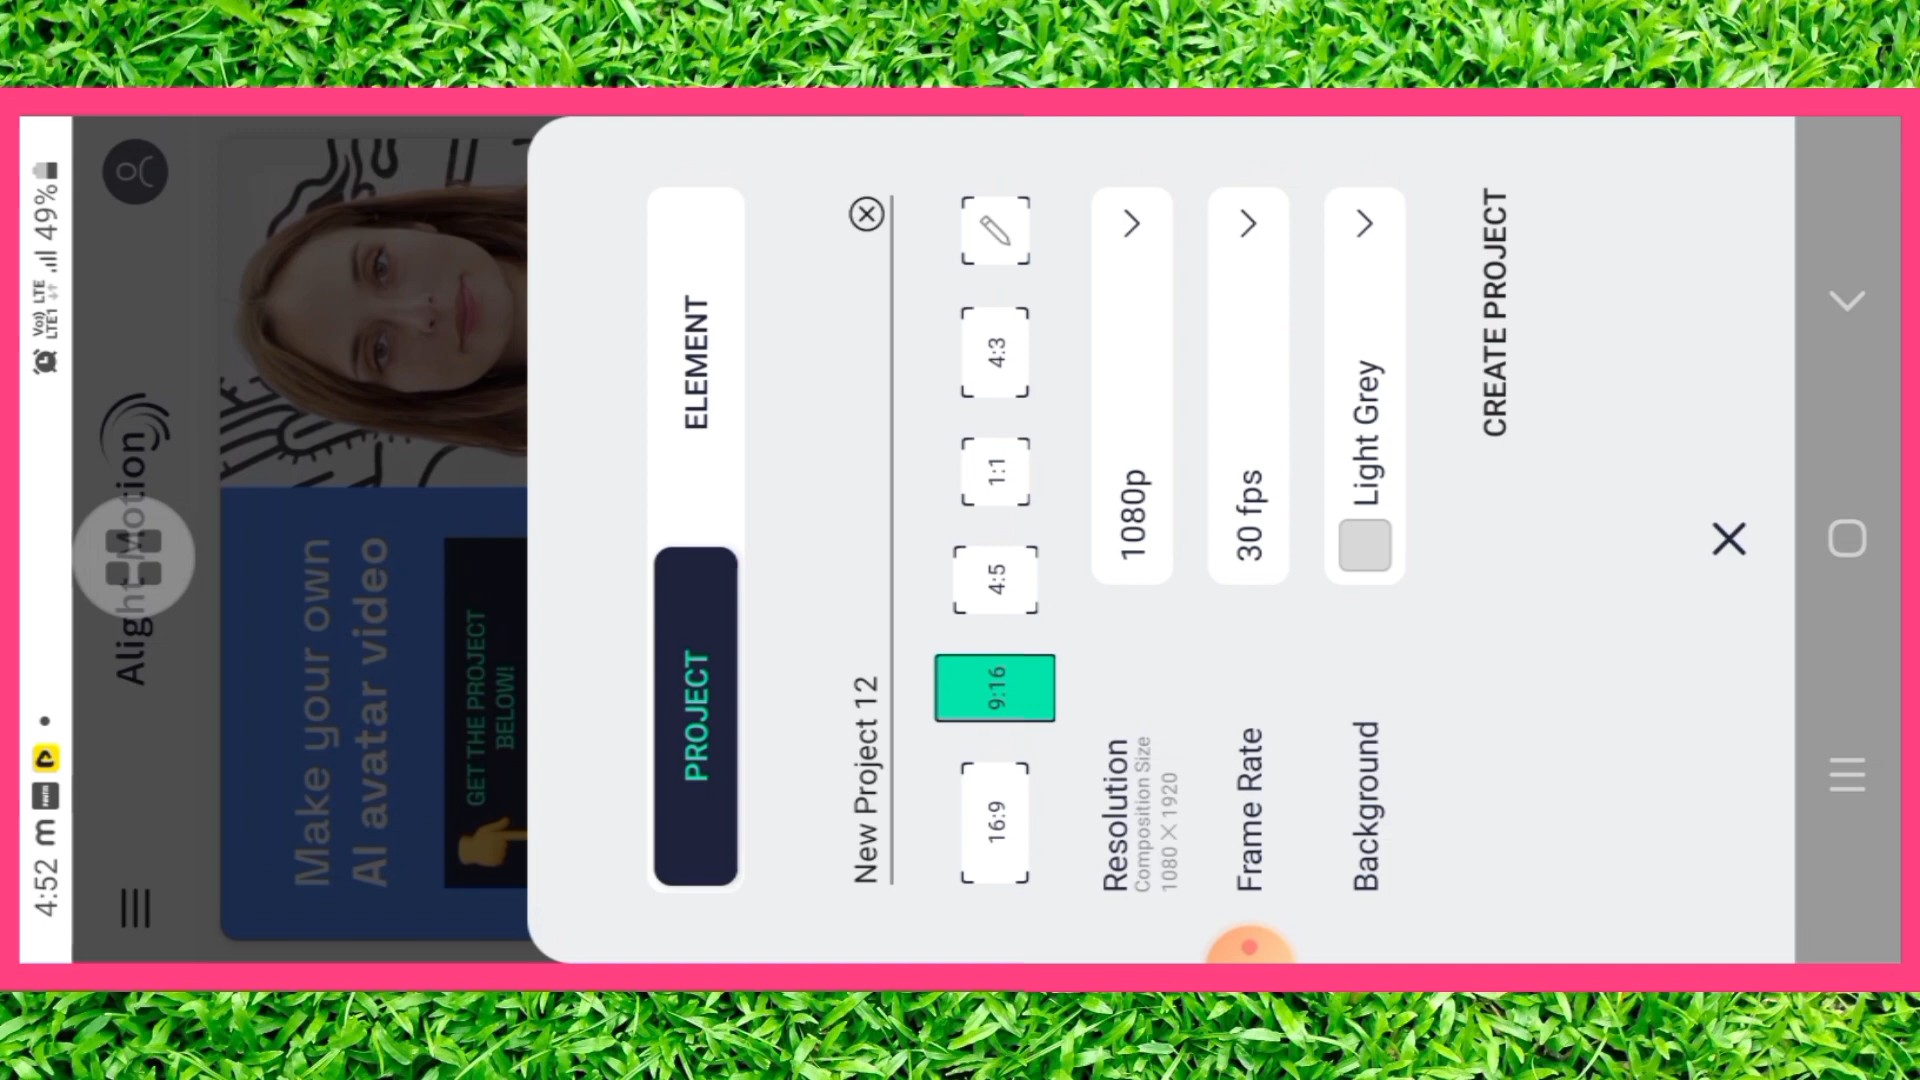 4:52
Vo)) LTE
LTE1
49%
Alight Motion
Make your own
AI avatar video
GET THE PROJECT
BELOW!
PROJECT
ELEMENT
New Project 12
16:9
9:16
4:5
1:1
4:3
Resolution
Composition Size
1080 X 1920
1080p
Frame Rate
30 fps
Background
Light Grey
CREATE PROJECT